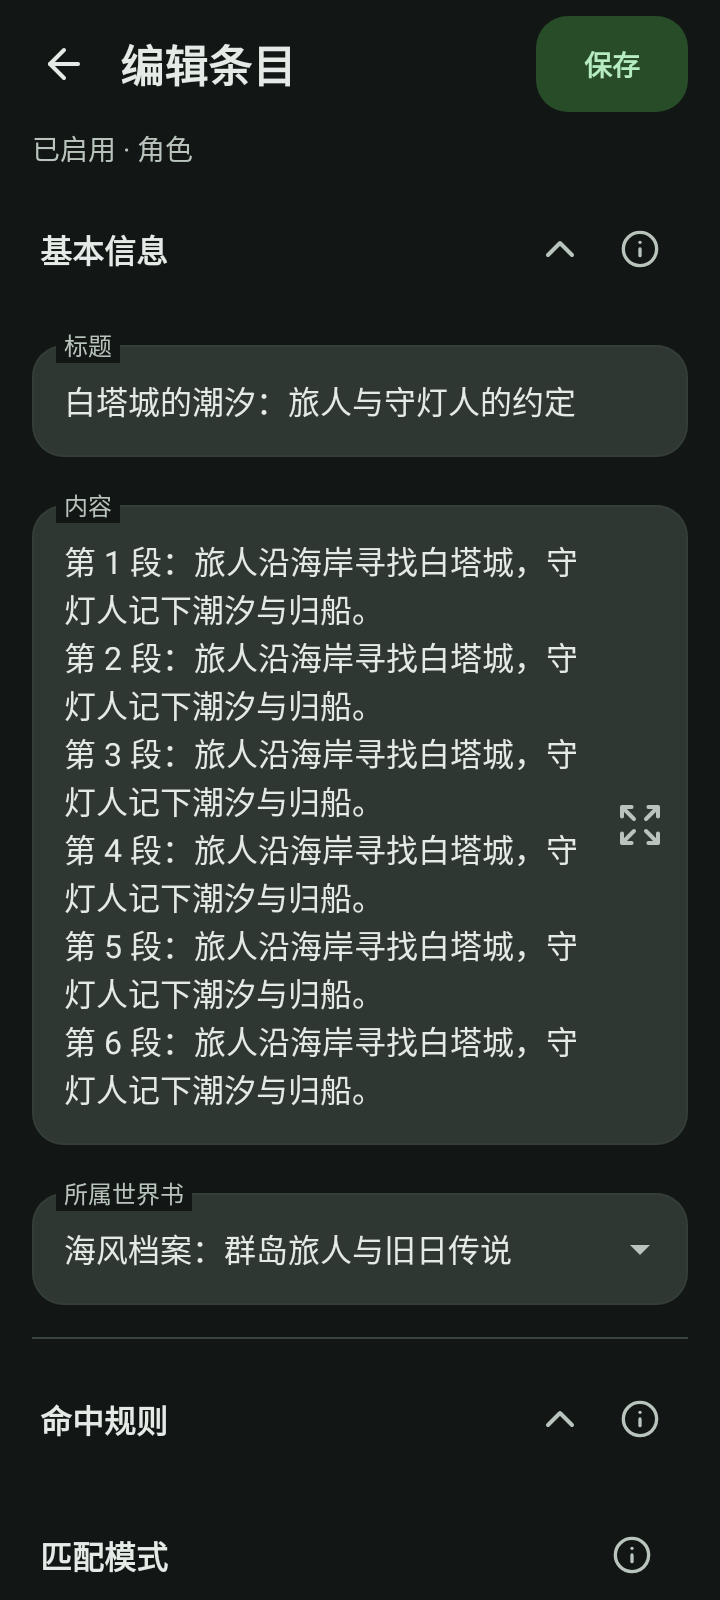 编辑条目
保存
已启用 · 角色
基本信息
标题
白塔城的潮汐：旅人与守灯人的约定
内容
第 1 段：旅人沿海岸寻找白塔城，守
灯人记下潮汐与归船。
第 2 段：旅人沿海岸寻找白塔城，守
灯人记下潮汐与归船。
第 3 段：旅人沿海岸寻找白塔城，守
灯人记下潮汐与归船。
第 4 段：旅人沿海岸寻找白塔城，守
灯人记下潮汐与归船。
第 5 段：旅人沿海岸寻找白塔城，守
灯人记下潮汐与归船。
第 6 段：旅人沿海岸寻找白塔城，守
灯人记下潮汐与归船。
所属世界书
海风档案：群岛旅人与旧日传说
命中规则
匹配模式